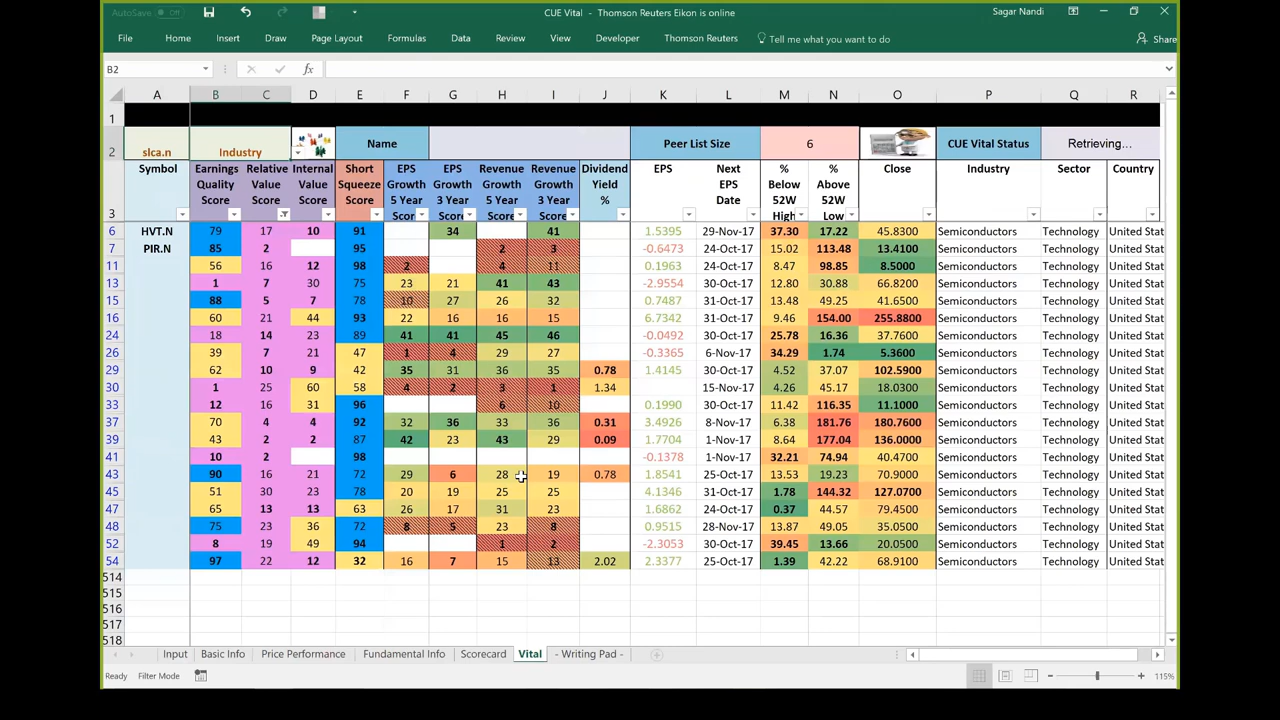 AutoSave Off CUE Vital – Thomson Reuters Eikon is online Sagar Nandi
File Home Insert Draw Page Layout Formulas Data Review View Developer Thomson Reuters Tell me what you want to do Share
B2 fx
A B C D E F G H I J K L M N O P Q R
1
2 slca.n Industry Name Peer List Size 6 CUE Vital Status Retrieving...
3 Symbol Earnings Quality Score Relative Value Score Internal Value Score Short Squeeze Score EPS Growth 5 Year Scor EPS Growth 3 Year Score Revenue Growth 5 Year Score Revenue Growth 3 Year Score Dividend Yield % EPS Next EPS Date % Below 52W High % Above 52W Low Close Industry Sector Country
6 HVT.N 79 17 10 91 34 41 1.5395 29-Nov-17 37.30 17.22 45.8300 Semiconductors Technology United Stat
7 PIR.N 85 2 95 2 3 -0.6473 24-Oct-17 15.02 113.48 13.4100 Semiconductors Technology United Stat
11 56 16 12 98 2 4 11 0.1963 24-Oct-17 8.47 98.85 8.5000 Semiconductors Technology United Stat
13 1 7 30 75 23 21 41 43 -2.9554 30-Oct-17 12.80 30.88 66.8200 Semiconductors Technology United Stat
15 88 5 7 78 10 27 26 32 0.7487 31-Oct-17 13.48 49.25 41.6500 Semiconductors Technology United Stat
16 60 21 44 93 22 16 16 15 6.7342 31-Oct-17 9.46 154.00 255.8800 Semiconductors Technology United Stat
24 18 14 23 89 41 41 45 46 -0.0492 30-Oct-17 25.78 16.36 37.7600 Semiconductors Technology United Stat
26 39 7 21 47 1 4 29 27 -0.3365 6-Nov-17 34.29 1.74 5.3600 Semiconductors Technology United Stat
29 62 10 9 42 35 31 36 35 0.78 1.4145 30-Oct-17 4.52 37.07 102.5900 Semiconductors Technology United Stat
30 1 25 60 58 4 2 3 1 1.34 15-Nov-17 4.26 45.17 18.0300 Semiconductors Technology United Stat
33 12 16 31 96 6 10 0.1990 30-Oct-17 11.42 116.35 11.1000 Semiconductors Technology United Stat
37 70 4 4 92 32 36 33 36 0.31 3.4926 8-Nov-17 6.38 181.76 180.7600 Semiconductors Technology United Stat
39 43 2 2 87 42 23 43 29 0.09 1.7704 1-Nov-17 8.64 177.04 136.0000 Semiconductors Technology United Stat
41 10 2 98 -0.1378 1-Nov-17 32.21 74.94 40.4700 Semiconductors Technology United Stat
43 90 16 21 72 29 6 28 19 0.78 1.8541 25-Oct-17 13.53 19.23 70.9000 Semiconductors Technology United Stat
45 51 30 23 78 20 19 25 25 4.1346 31-Oct-17 1.78 144.32 127.0700 Semiconductors Technology United Stat
47 65 13 13 63 26 17 31 23 1.6862 24-Oct-17 0.37 44.57 79.4500 Semiconductors Technology United Stat
48 75 23 36 72 8 5 23 8 0.9515 28-Nov-17 13.87 49.05 35.0500 Semiconductors Technology United Stat
52 8 19 49 94 1 2 -2.3053 30-Oct-17 39.45 13.66 20.0500 Semiconductors Technology United Stat
54 97 22 12 32 16 7 15 13 2.02 2.3377 25-Oct-17 1.39 42.22 68.9100 Semiconductors Technology United Stat
514
515
516
517
518
Input Basic Info Price Performance Fundamental Info Scorecard Vital - Writing Pad -
Ready Filter Mode 115%